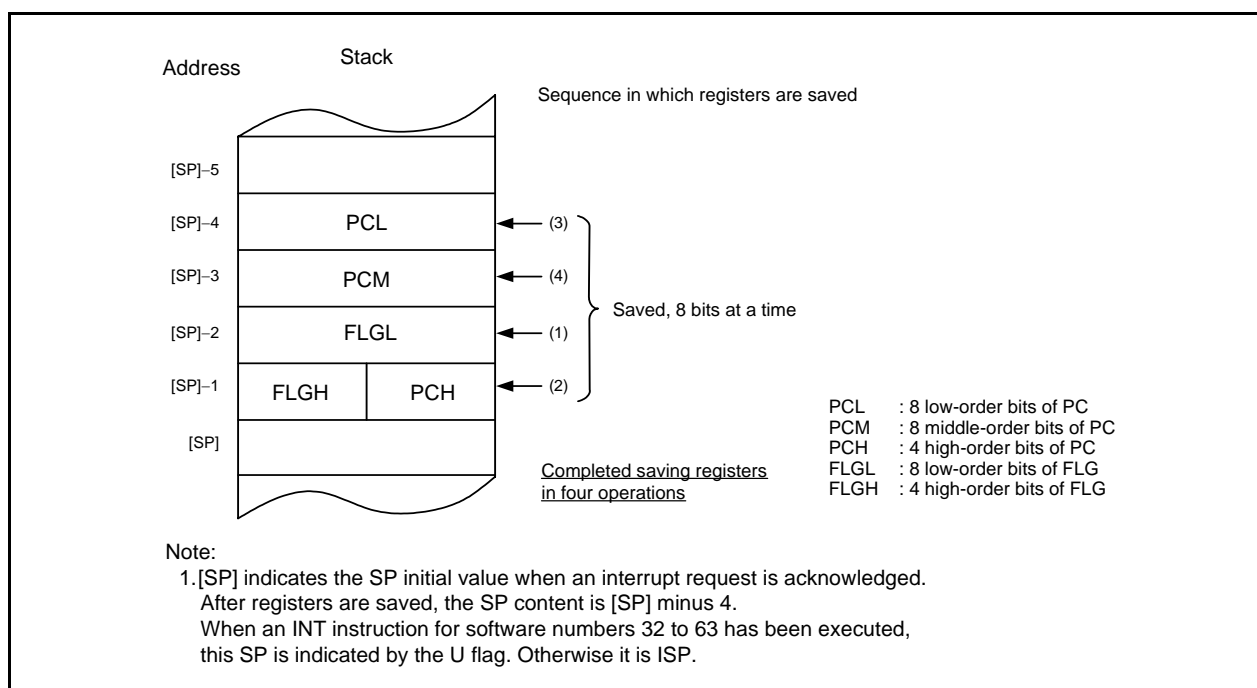 Address
Stack
Sequence in which registers are saved
[SP]−5
[SP]−4
PCL
(3)
[SP]−3
PCM
(4)
Saved, 8 bits at a time
[SP]−2
FLGL
(1)
[SP]−1
FLGH
PCH
(2)
[SP]
PCL : 8 low-order bits of PC
PCM : 8 middle-order bits of PC
PCH : 4 high-order bits of PC
FLGL : 8 low-order bits of FLG
FLGH : 4 high-order bits of FLG
Completed saving registers
in four operations
Note:
1.[SP] indicates the SP initial value when an interrupt request is acknowledged.
After registers are saved, the SP content is [SP] minus 4.
When an INT instruction for software numbers 32 to 63 has been executed,
this SP is indicated by the U flag. Otherwise it is ISP.